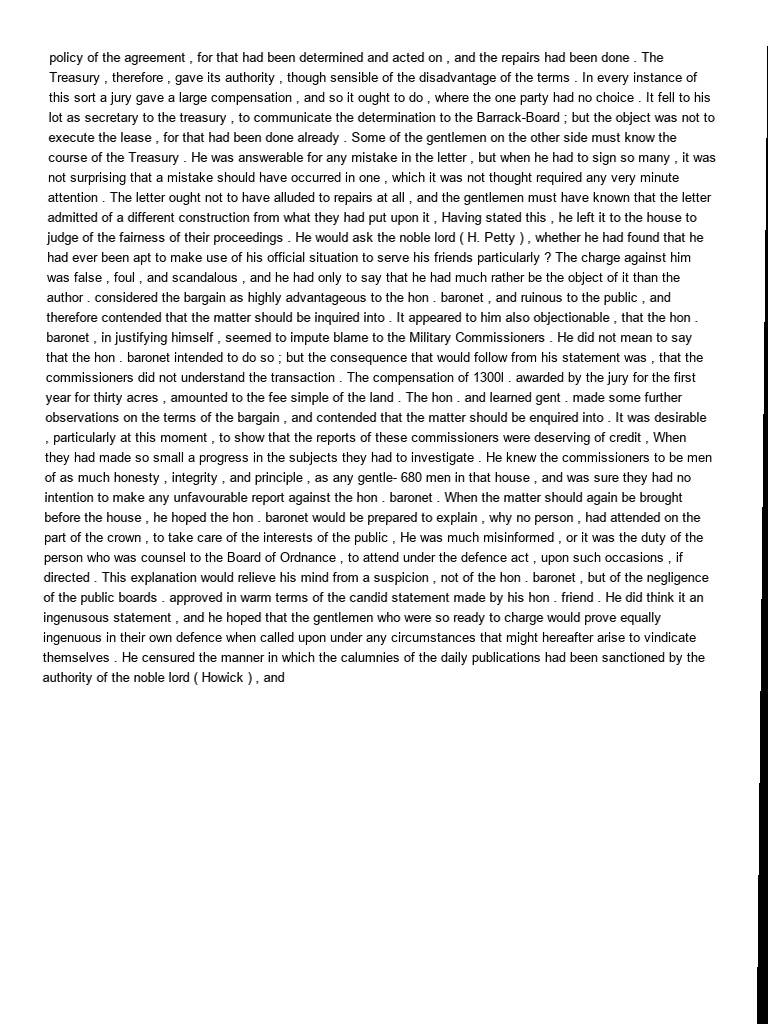 policy of the agreement , for that had been determined and acted on , and the repairs had been done . The
Treasury , therefore , gave its authority , though sensible of the disadvantage of the terms . In every instance of
this sort a jury gave a large compensation , and so it ought to do , where the one party had no choice . It fell to his
lot as secretary to the treasury , to communicate the determination to the Barrack-Board ; but the object was not to
execute the lease , for that had been done already . Some of the gentlemen on the other side must know the
course of the Treasury . He was answerable for any mistake in the letter , but when he had to sign so many , it was
not surprising that a mistake should have occurred in one , which it was not thought required any very minute
attention . The letter ought not to have alluded to repairs at all , and the gentlemen must have known that the letter
admitted of a different construction from what they had put upon it , Having stated this , he left it to the house to
judge of the fairness of their proceedings . He would ask the noble lord ( H. Petty ) , whether he had found that he
had ever been apt to make use of his official situation to serve his friends particularly ? The charge against him
was false , foul , and scandalous , and he had only to say that he had much rather be the object of it than the
author . considered the bargain as highly advantageous to the hon . baronet , and ruinous to the public , and
therefore contended that the matter should be inquired into . It appeared to him also objectionable , that the hon .
baronet , in justifying himself , seemed to impute blame to the Military Commissioners . He did not mean to say
that the hon . baronet intended to do so ; but the consequence that would follow from his statement was , that the
commissioners did not understand the transaction . The compensation of 1300l . awarded by the jury for the first
year for thirty acres , amounted to the fee simple of the land . The hon . and learned gent . made some further
observations on the terms of the bargain , and contended that the matter should be enquired into . It was desirable
, particularly at this moment , to show that the reports of these commissioners were deserving of credit , When
they had made so small a progress in the subjects they had to investigate . He knew the commissioners to be men
of as much honesty , integrity , and principle , as any gentle- 680 men in that house , and was sure they had no
intention to make any unfavourable report against the hon . baronet . When the matter should again be brought
before the house , he hoped the hon . baronet would be prepared to explain , why no person , had attended on the
part of the crown , to take care of the interests of the public , He was much misinformed , or it was the duty of the
person who was counsel to the Board of Ordnance , to attend under the defence act , upon such occasions , if
directed . This explanation would relieve his mind from a suspicion , not of the hon . baronet , but of the negligence
of the public boards . approved in warm terms of the candid statement made by his hon . friend . He did think it an
ingenusous statement , and he hoped that the gentlemen who were so ready to charge would prove equally
ingenuous in their own defence when called upon under any circumstances that might hereafter arise to vindicate
themselves . He censured the manner in which the calumnies of the daily publications had been sanctioned by the
authority of the noble lord ( Howick ) , and